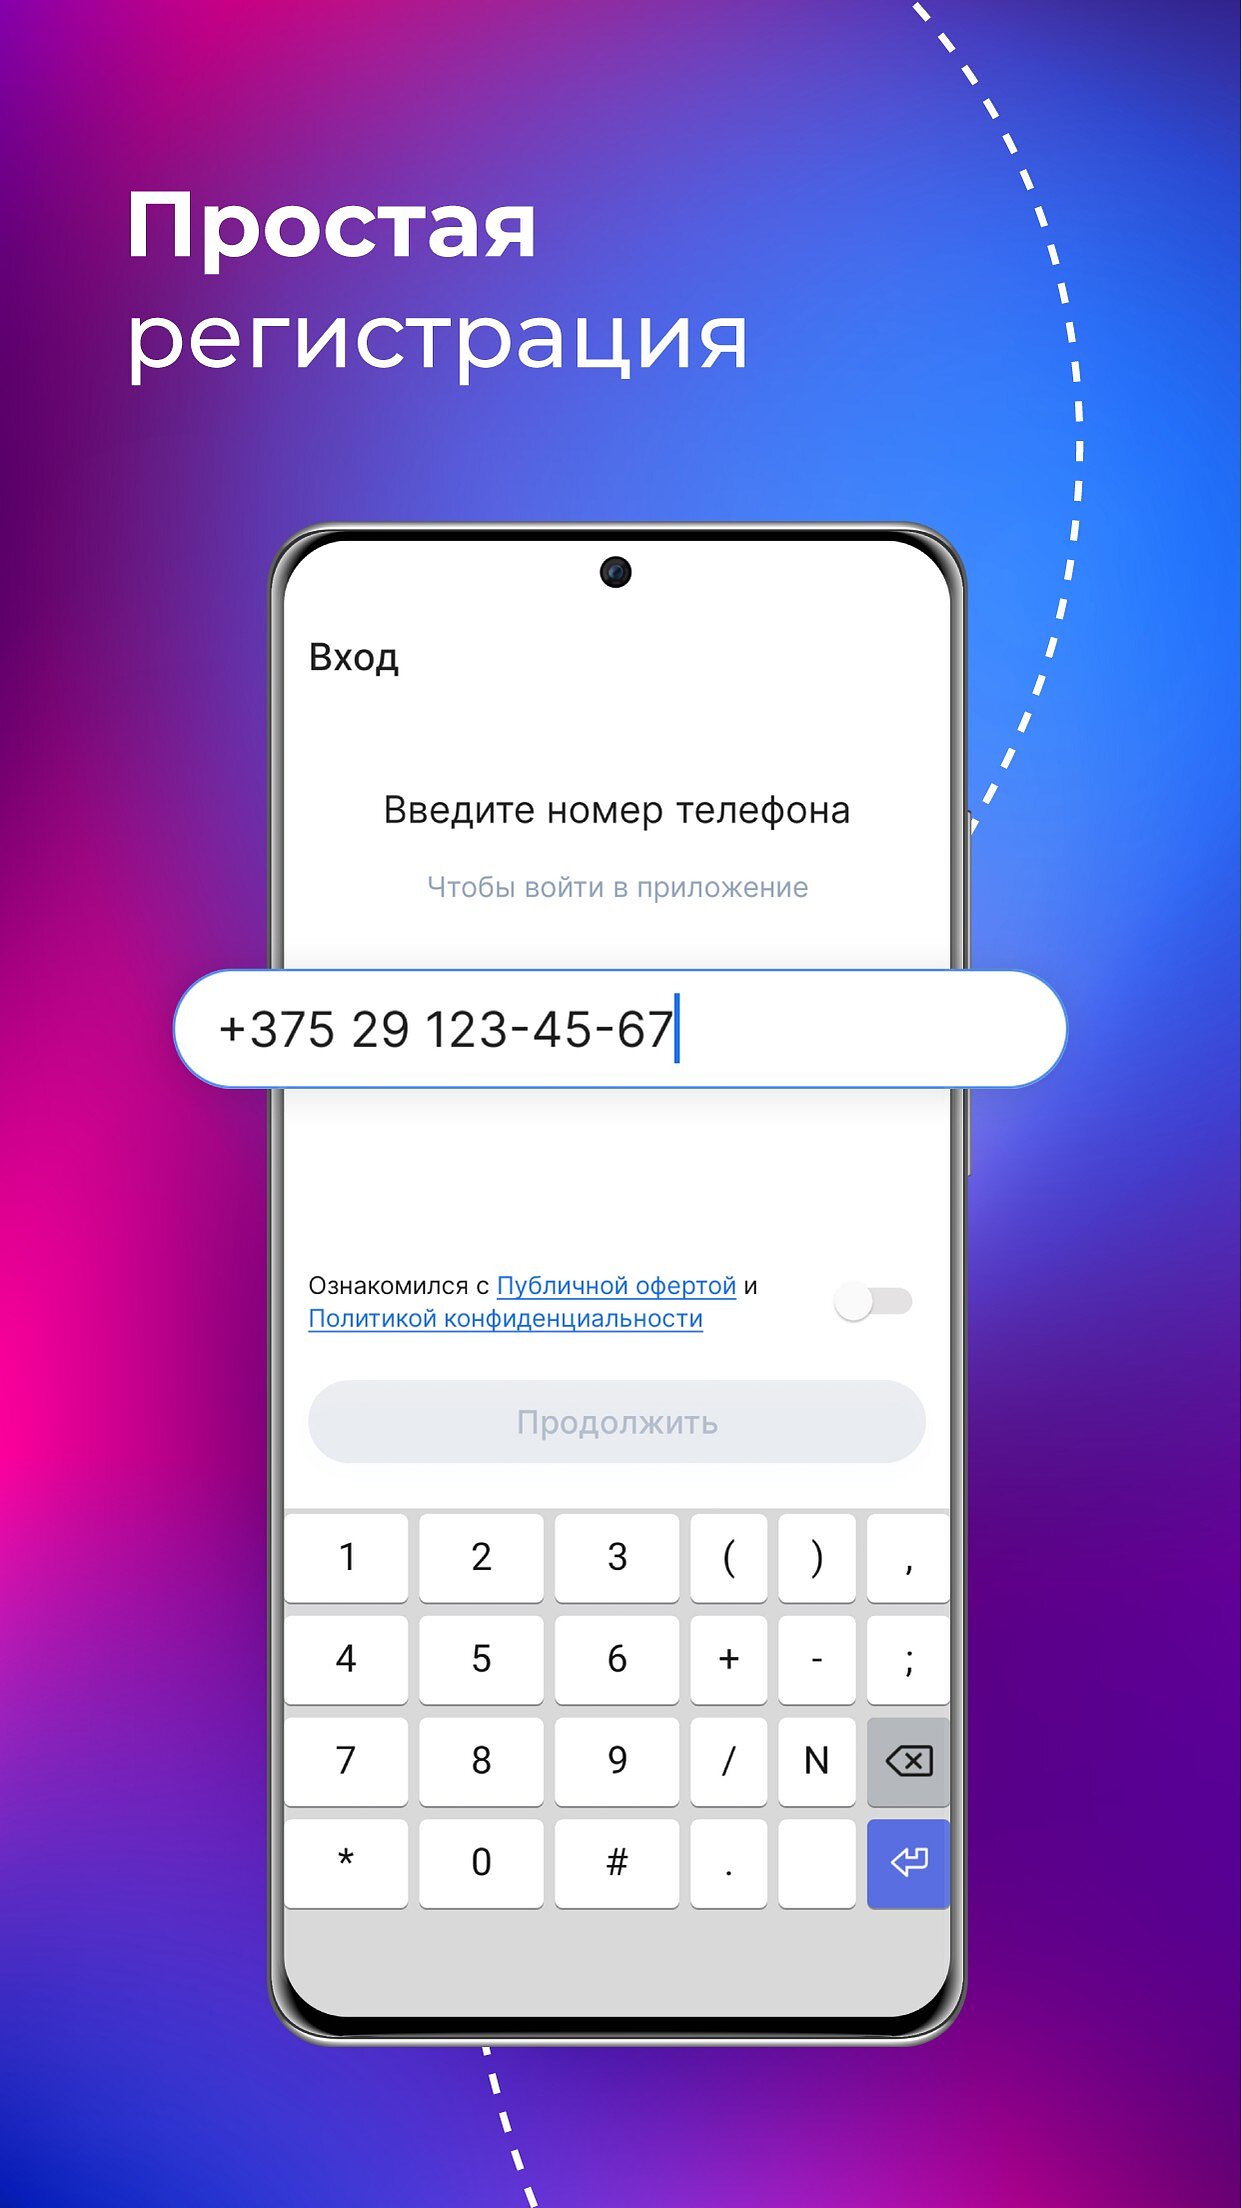 Простая
регистрация
Вход
Введите номер телефона
Чтобы войти в приложение
+375 29 123-45-67
Ознакомился с Публичной офертой и
Политикой конфиденциальности
Продолжить
1 2 3 ( ) ,
4 5 6 + - ;
7 8 9 / N
* 0 # .